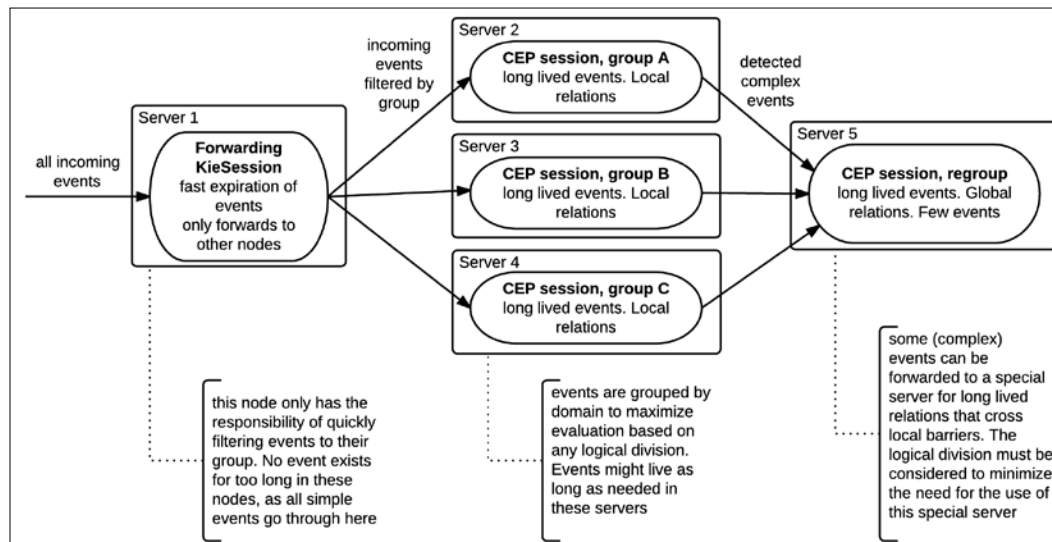 Server 2
incoming
events
filtered by
group
CEP session, group A
long lived events. Local
relations
detected
complex
events
Server 1
all incoming
events
Forwarding
KieSession
fast expiration of
events
only forwards to
other nodes
Server 3
CEP session, group B
long lived events. Local
relations
Server 5
CEP session, regroup
long lived events. Global
relations. Few events
Server 4
CEP session, group C
long lived events. Local
relations
this node only has the
responsibility of quickly
filtering events to their
group. No event exists
for too long in these
nodes, as all simple
events go through here
events are grouped by
domain to maximize
evaluation based on
any logical division.
Events might live as
long as needed in
these servers
some (complex)
events can be
forwarded to a special
server for long lived
relations that cross
local barriers. The
logical division must be
considered to minimize
the need for the use of
this special server